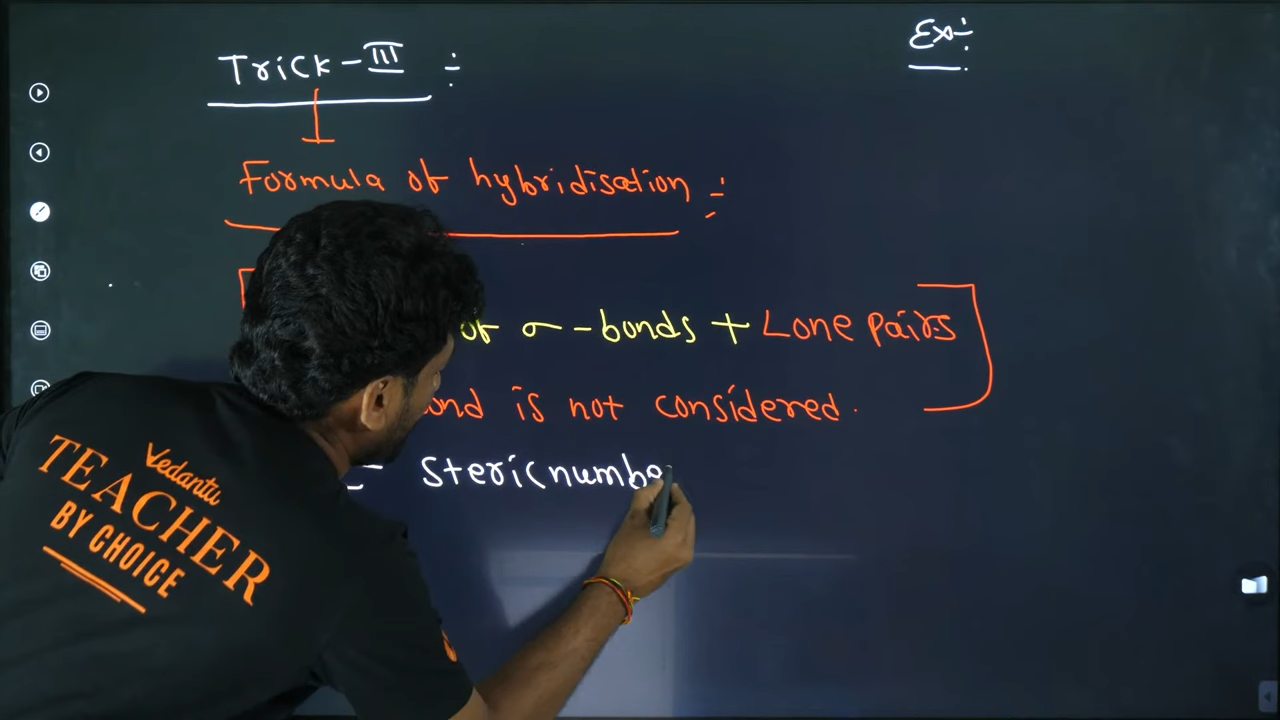 Trick-III :
Ex:-
Formula of hybridisation :-
of σ-bonds + Lone pairs
ond is not considered.
= Stericnumbe
Vedantu
TEACHER
BY CHOICE